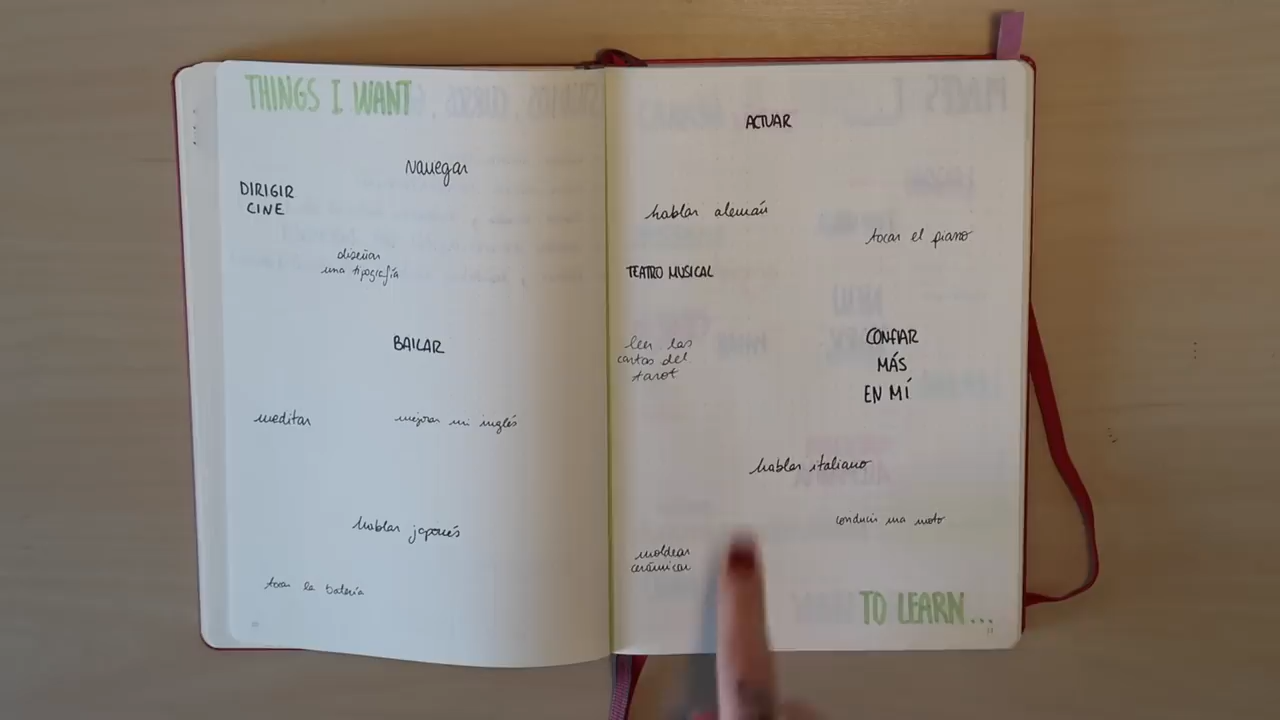 THINGS I WANT
Navegar
DIRIGIR
CINE
diseñar
una tipografía
BAILAR
meditar
mejorar mi inglés
hablar japonés
tocar la batería
ACTUAR
hablar alemán
tocar el piano
TEATRO MUSICAL
leer las
cartas del
tarot
CONFIAR
MÁS
EN MÍ
hablar italiano
conducir una moto
moldear
cerámica
TO LEARN...